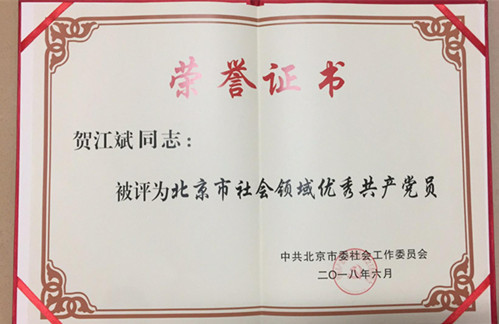 荣誉证书
贺江斌同志：
被评为北京市社会领域优秀共产党员
中共北京市委社会工作委员会
二〇一八年六月